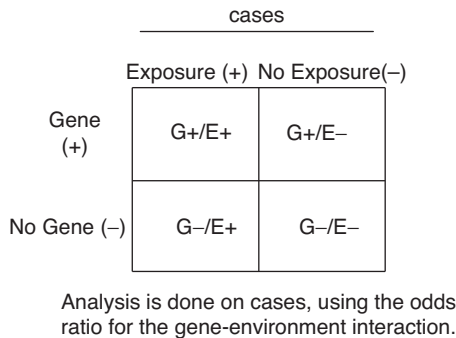 cases
Exposure (+) No Exposure(–)
Gene
(+)
G+/E+ G+/E–
No Gene (–) G–/E+ G–/E–
Analysis is done on cases, using the odds
ratio for the gene-environment interaction.